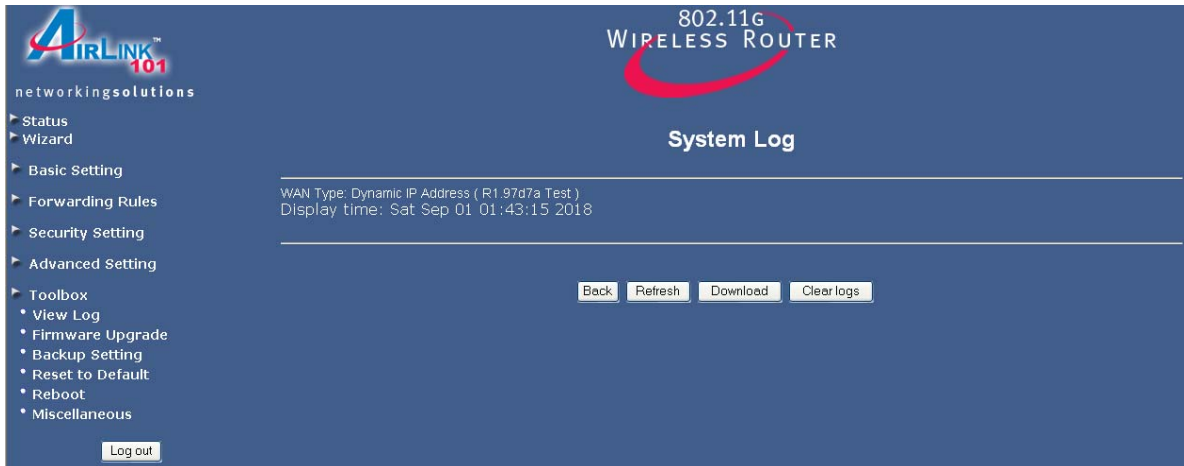 AIRLINK™
101
networkingsolutions
Status
Wizard
Basic Setting
Forwarding Rules
Security Setting
Advanced Setting
Toolbox
View Log
Firmware Upgrade
Backup Setting
Reset to Default
Reboot
Miscellaneous
Log out
802.11G
WIRELESS ROUTER
System Log
WAN Type: Dynamic IP Address ( R1.97d7a Test )
Display time: Sat Sep 01 01:43:15 2018
Back Refresh Download Clear logs